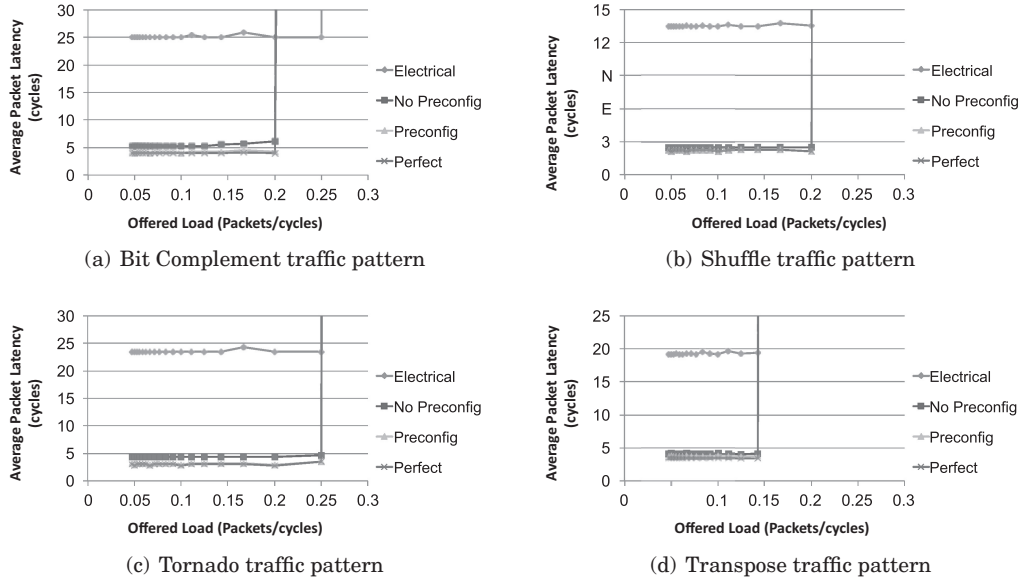 30
25
20
15
10
5
0
0 0.05 0.1 0.15 0.2 0.25 0.3
Average Packet Latency
(cycles)
Offered Load (Packets/cycles)
Electrical
No Preconfig
Preconfig
Perfect
(a) Bit Complement traffic pattern
15
12
N
E
3
0
0 0.05 0.1 0.15 0.2 0.25 0.3
Average Packet Latency
(cycles)
Offered Load (Packets/cycles)
Electrical
No Preconfig
Preconfig
Perfect
(b) Shuffle traffic pattern
30
25
20
15
10
5
0
0 0.05 0.1 0.15 0.2 0.25 0.3
Average Packet Latency
(cycles)
Offered Load (Packets/cycles)
Electrical
No Preconfig
Preconfig
Perfect
(c) Tornado traffic pattern
25
20
15
10
5
0
0 0.05 0.1 0.15 0.2 0.25 0.3
Average Packet Latency
(cycles)
Offered Load (Packets/cycles)
Electrical
No Preconfig
Preconfig
Perfect
(d) Transpose traffic pattern